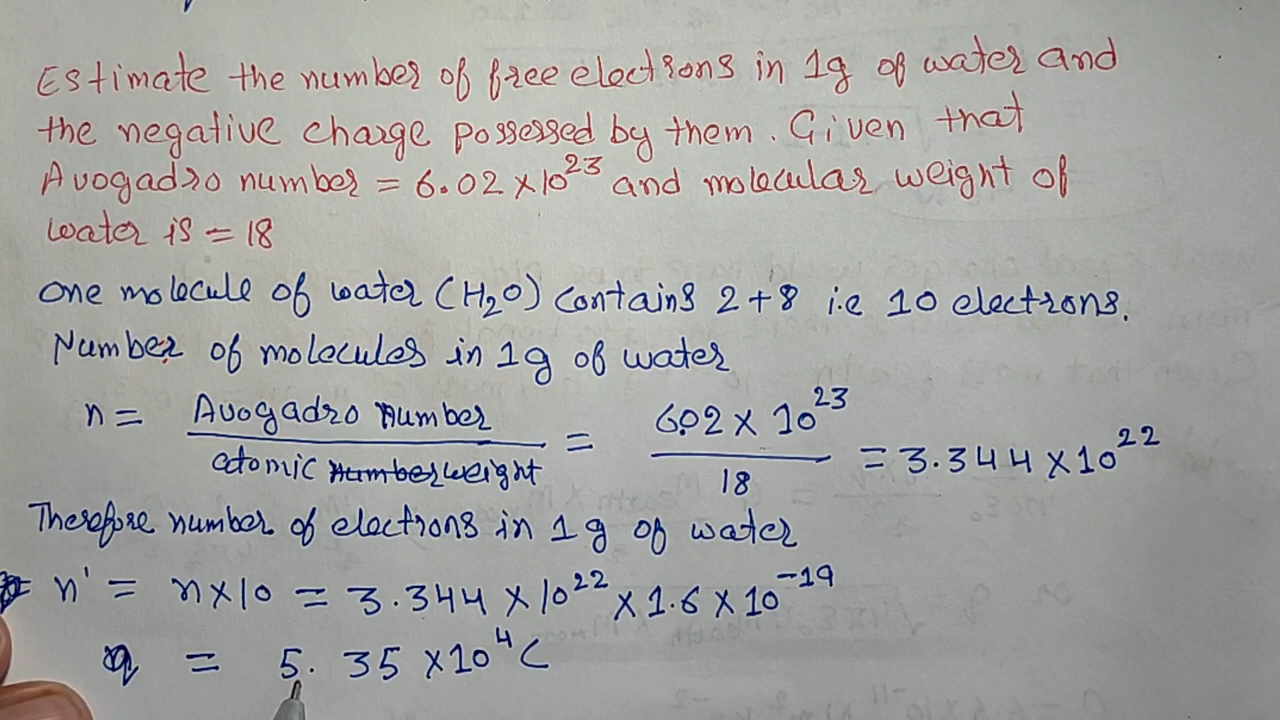 Estimate the number of free electrons in 1g of water and
the negative charge possessed by them. Given that
Avogadro number = 6.02 × 10^23 and molecular weight of
water is = 18
One molecule of water (H₂O) contains 2 + 8 i.e 10 electrons.
Number of molecules in 1g of water
n = Avogadro number / atomic weight = 6.02 × 10^23 / 18 = 3.344 × 10^22
Therefore number of electrons in 1 g of water
n' = n×10 = 3.344 × 10^22 × 1.6 × 10^-19
q = 5.35 × 10^4 C